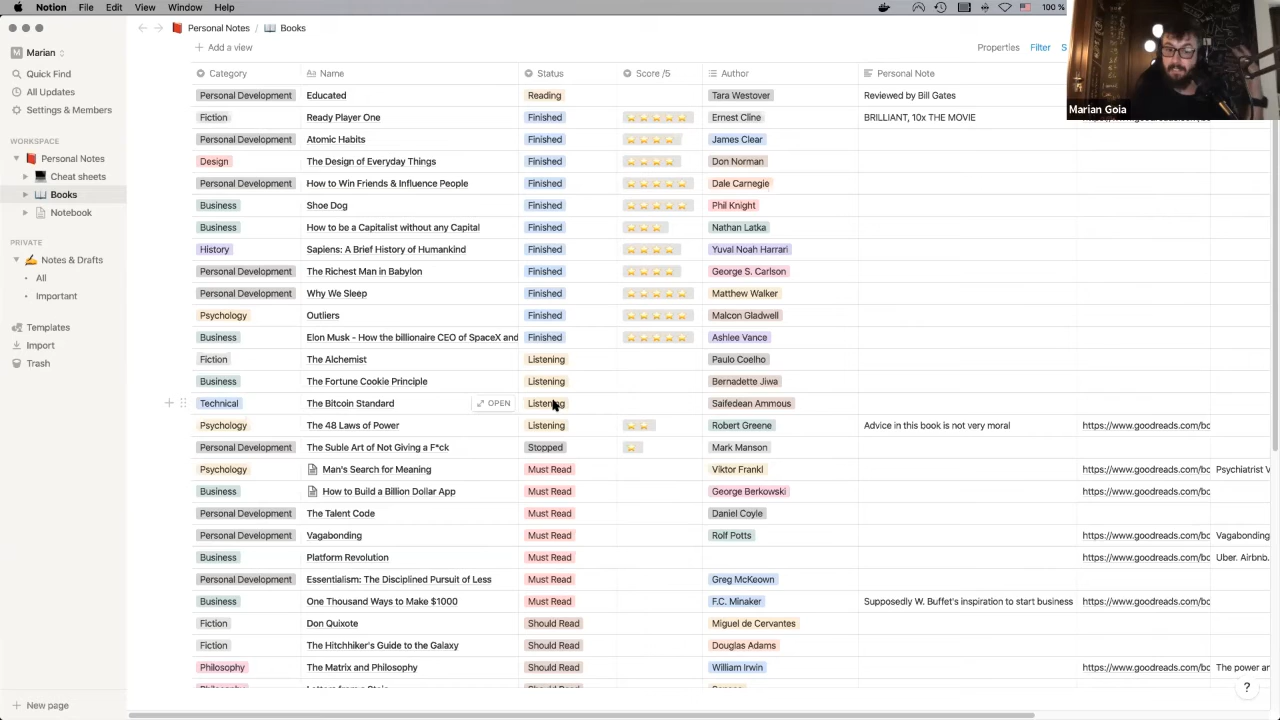 Notion File Edit View Window Help 100 %
Personal Notes / Books
Marian
Quick Find
All Updates
Settings & Members
WORKSPACE
Personal Notes
Cheat sheets
Books
Notebook
PRIVATE
Notes & Drafts
All
Important
Templates
Import
Trash
New page
Add a view Properties Filter S
Marian Goia
Category Name Status Score /5 Author Personal Note
Personal Development Educated Reading Tara Westover Reviewed by Bill Gates
Fiction Ready Player One Finished Ernest Cline BRILLIANT, 10x THE MOVIE
Personal Development Atomic Habits Finished James Clear
Design The Design of Everyday Things Finished Don Norman
Personal Development How to Win Friends & Influence People Finished Dale Carnegie
Business Shoe Dog Finished Phil Knight
Business How to be a Capitalist without any Capital Finished Nathan Latka
History Sapiens: A Brief History of Humankind Finished Yuval Noah Harrari
Personal Development The Richest Man in Babylon Finished George S. Carlson
Personal Development Why We Sleep Finished Matthew Walker
Psychology Outliers Finished Malcon Gladwell
Business Elon Musk - How the billionaire CEO of SpaceX and Finished Ashlee Vance
Fiction The Alchemist Listening Paulo Coelho
Business The Fortune Cookie Principle Listening Bernadette Jiwa
Technical The Bitcoin Standard OPEN Listening Saifedean Ammous
Psychology The 48 Laws of Power Listening Robert Greene Advice in this book is not very moral https://www.goodreads.com/bc
Personal Development The Suble Art of Not Giving a F*ck Stopped Mark Manson
Psychology Man's Search for Meaning Must Read Viktor Frankl https://www.goodreads.com/bc Psychiatrist V
Business How to Build a Billion Dollar App Must Read George Berkowski https://www.goodreads.com/bc
Personal Development The Talent Code Must Read Daniel Coyle
Personal Development Vagabonding Must Read Rolf Potts https://www.goodreads.com/bc Vagabonding
Business Platform Revolution Must Read https://www.goodreads.com/bc Uber. Airbnb.
Personal Development Essentialism: The Disciplined Pursuit of Less Must Read Greg McKeown
Business One Thousand Ways to Make $1000 Must Read F.C. Minaker Supposedly W. Buffet's inspiration to start business https://www.goodreads.com/bc
Fiction Don Quixote Should Read Miguel de Cervantes
Fiction The Hitchhiker's Guide to the Galaxy Should Read Douglas Adams
Philosophy The Matrix and Philosophy Should Read William Irwin https://www.goodreads.com/bc The power an
?